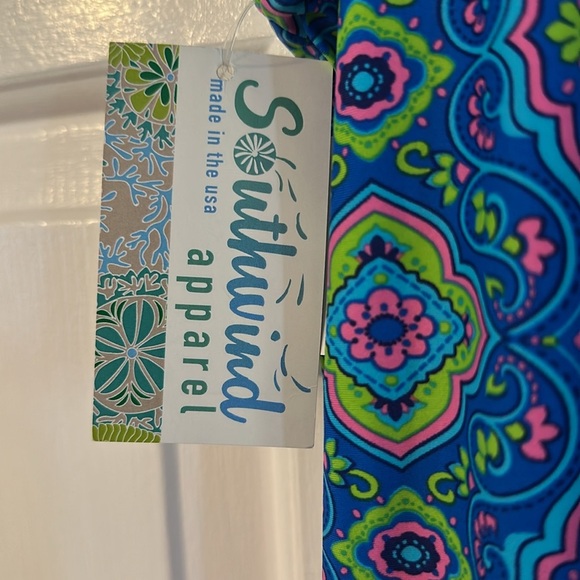 Southwind
made in the usa
apparel